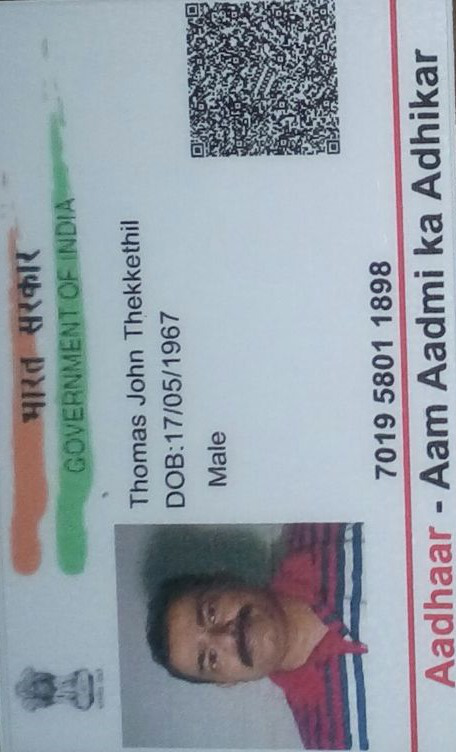 भारत सरकार
GOVERNMENT OF INDIA
Thomas John Thekkethil
DOB:17/05/1967
Male
7019 5801 1898
Aadhaar - Aam Aadmi ka Adhikar